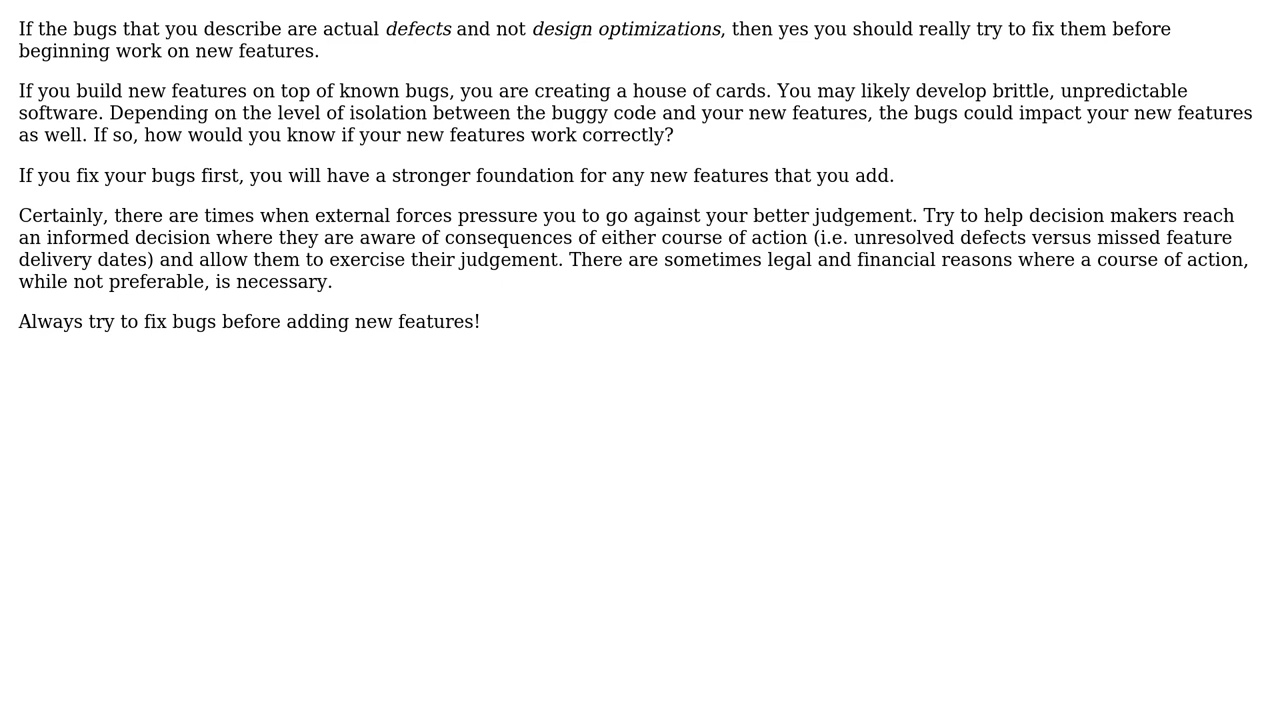 If the bugs that you describe are actual defects and not design optimizations, then yes you should really try to fix them before
beginning work on new features.
If you build new features on top of known bugs, you are creating a house of cards. You may likely develop brittle, unpredictable
software. Depending on the level of isolation between the buggy code and your new features, the bugs could impact your new features
as well. If so, how would you know if your new features work correctly?
If you fix your bugs first, you will have a stronger foundation for any new features that you add.
Certainly, there are times when external forces pressure you to go against your better judgement. Try to help decision makers reach
an informed decision where they are aware of consequences of either course of action (i.e. unresolved defects versus missed feature
delivery dates) and allow them to exercise their judgement. There are sometimes legal and financial reasons where a course of action,
while not preferable, is necessary.
Always try to fix bugs before adding new features!